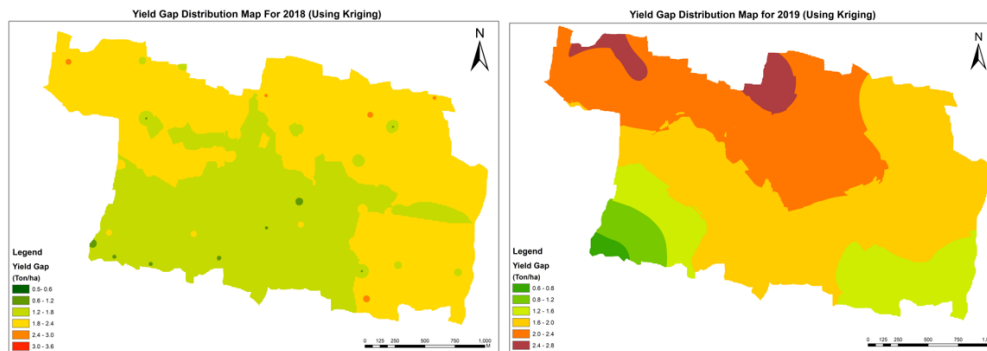 Yield Gap Distribution Map For 2018 (Using Kriging)
N
Legend
Yield Gap
(Ton/ha)
0.5- 0.6
0.6 - 1.2
1.2 - 1.8
1.8 - 2.4
2.4 - 3.0
3.0 - 3.6
0 125 250 500 750 1,000
Yield Gap Distribution Map for 2019 (Using Kriging)
N
Legend
Yield Gap
(Ton/ha)
0.6 - 0.8
0.8 - 1.2
1.2 - 1.6
1.6 - 2.0
2.0 - 2.4
2.4 - 2.8
0 125 250 500 750 1,000